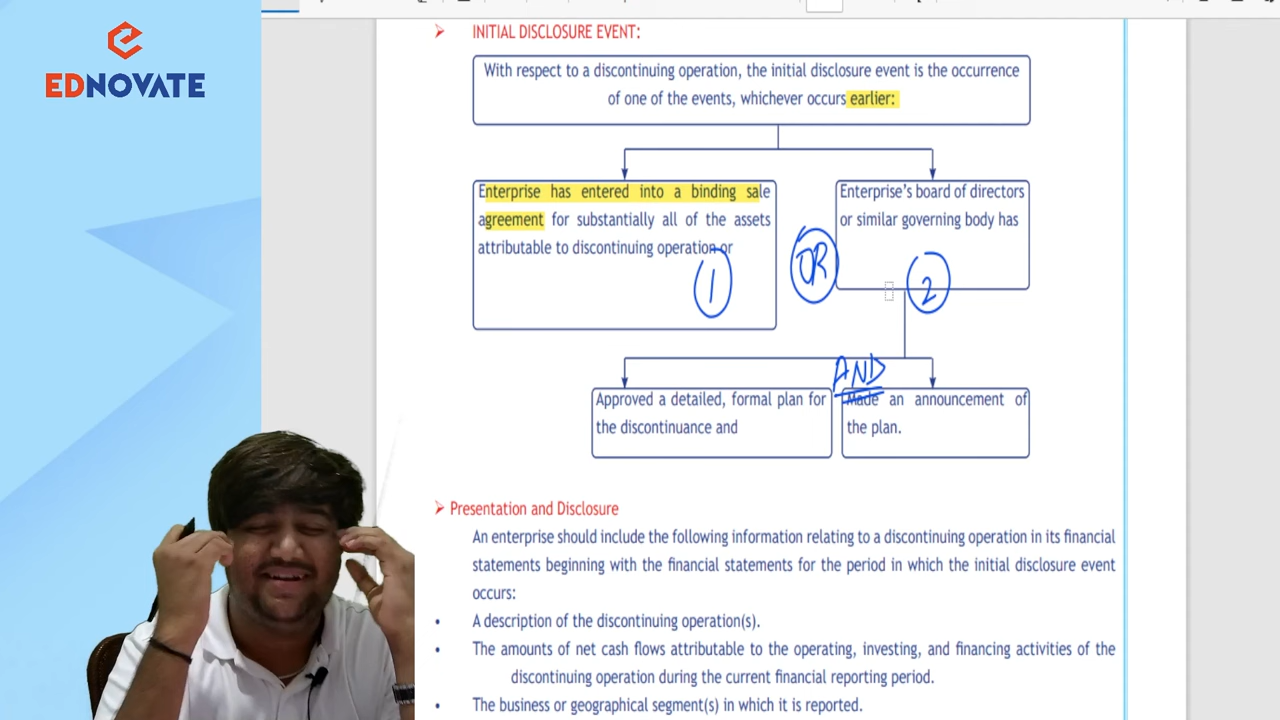 EDNOVATE
➤ INITIAL DISCLOSURE EVENT:
With respect to a discontinuing operation, the initial disclosure event is the occurrence
of one of the events, whichever occurs earlier:
Enterprise has entered into a binding sale
agreement for substantially all of the assets
attributable to discontinuing operation or
1
OR
Enterprise's board of directors
or similar governing body has
2
AND
Approved a detailed, formal plan for
the discontinuance and
Made an announcement of
the plan.
➤ Presentation and Disclosure
An enterprise should include the following information relating to a discontinuing operation in its financial
statements beginning with the financial statements for the period in which the initial disclosure event
occurs:
• A description of the discontinuing operation(s).
• The amounts of net cash flows attributable to the operating, investing, and financing activities of the
discontinuing operation during the current financial reporting period.
• The business or geographical segment(s) in which it is reported.